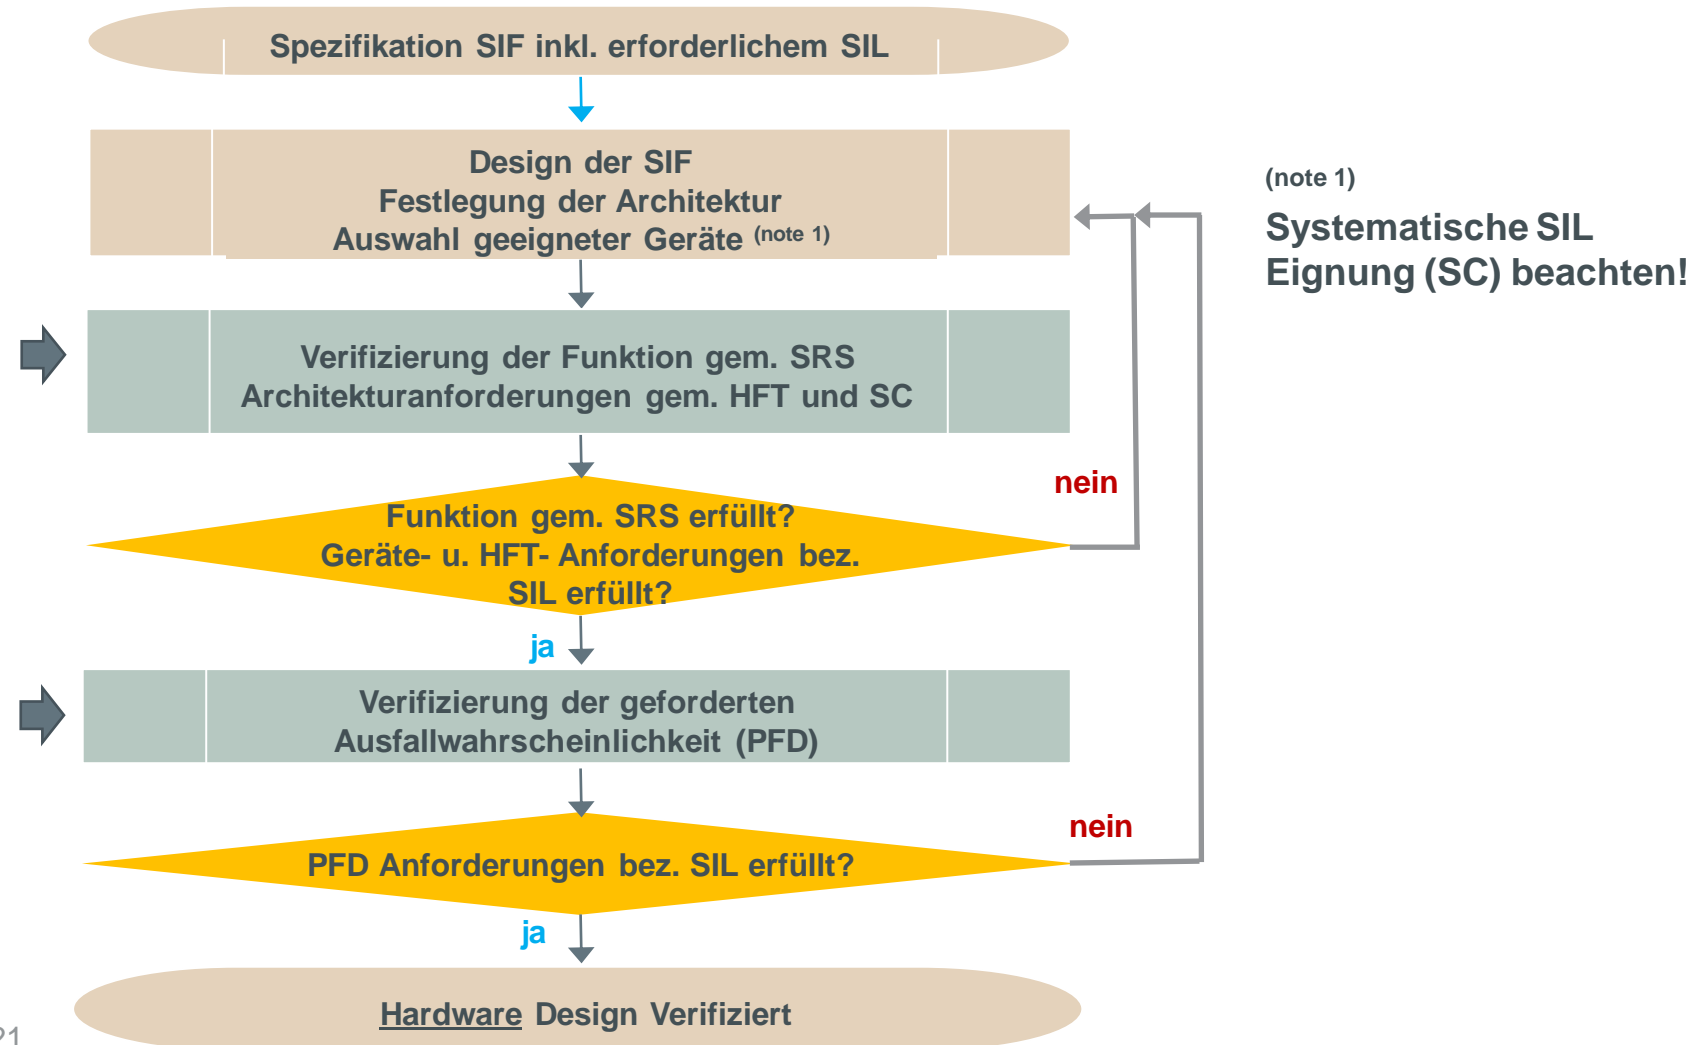 Spezifikation SIF inkl. erforderlichem SIL
Design der SIF
Festlegung der Architektur
Auswahl geeigneter Geräte (note 1)
(note 1)
Systematische SIL
Eignung (SC) beachten!
Verifizierung der Funktion gem. SRS
Architekturanforderungen gem. HFT und SC
nein
Funktion gem. SRS erfüllt?
Geräte- u. HFT- Anforderungen bez.
SIL erfüllt?
ja
Verifizierung der geforderten
Ausfallwahrscheinlichkeit (PFD)
nein
PFD Anforderungen bez. SIL erfüllt?
ja
Hardware Design Verifiziert
21